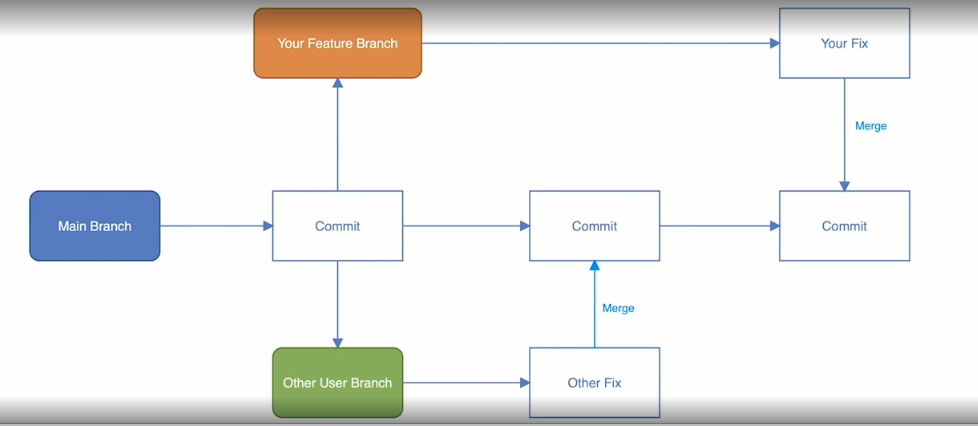 Your Feature Branch
Your Fix
Merge
Main Branch
Commit
Commit
Commit
Merge
Other User Branch
Other Fix